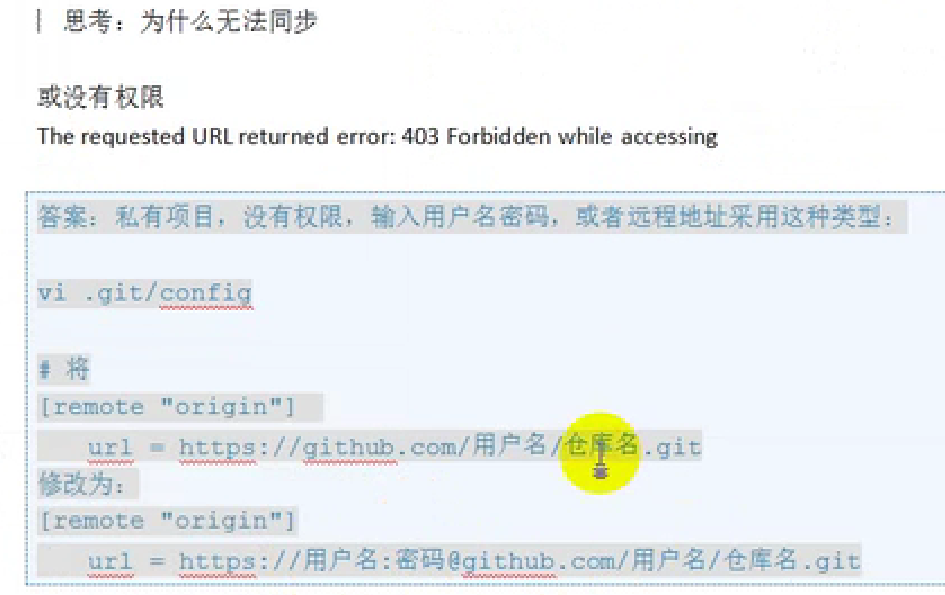 思考：为什么无法同步
或没有权限
The requested URL returned error: 403 Forbidden while accessing
答案：私有项目，没有权限，输入用户名密码，或者远程地址采用这种类型：
vi .git/config
# 将
[remote "origin"]
url = https://github.com/用户名/仓库名.git
修改为：
[remote "origin"]
url = https://用户名:密码@github.com/用户名/仓库名.git